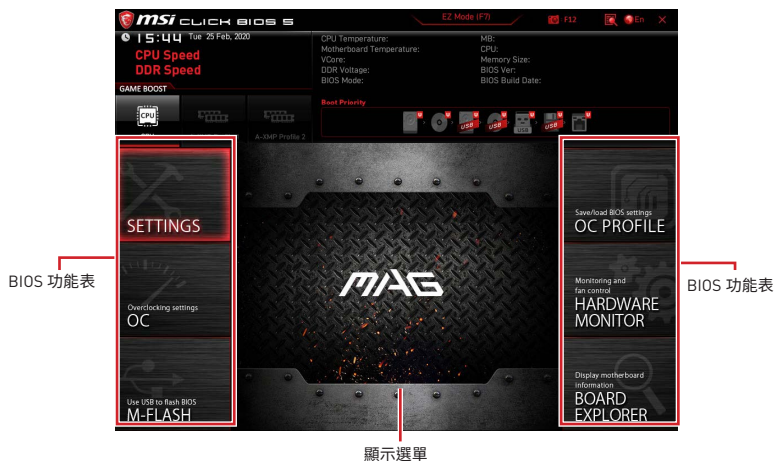 msi CLICK BIOS 5
EZ Mode (F7)
F12
En
15:44 Tue 25 Feb, 2020
CPU Speed
DDR Speed
CPU Temperature:
Motherboard Temperature:
VCore:
DDR Voltage:
BIOS Mode:
MB:
CPU:
Memory Size:
BIOS Ver:
BIOS Build Date:
GAME BOOST
Boot Priority
CPU
A-XMP Profile 2
U
U
USB
U
USB
U
USB
U
USB
U
U
SETTINGS
Overclocking settings
OC
Use USB to flash BIOS
M-FLASH
MAG
Save/load BIOS settings
OC PROFILE
Monitoring and
fan control
HARDWARE
MONITOR
Display motherboard
information
BOARD
EXPLORER
BIOS 功能表
BIOS 功能表
顯示選單